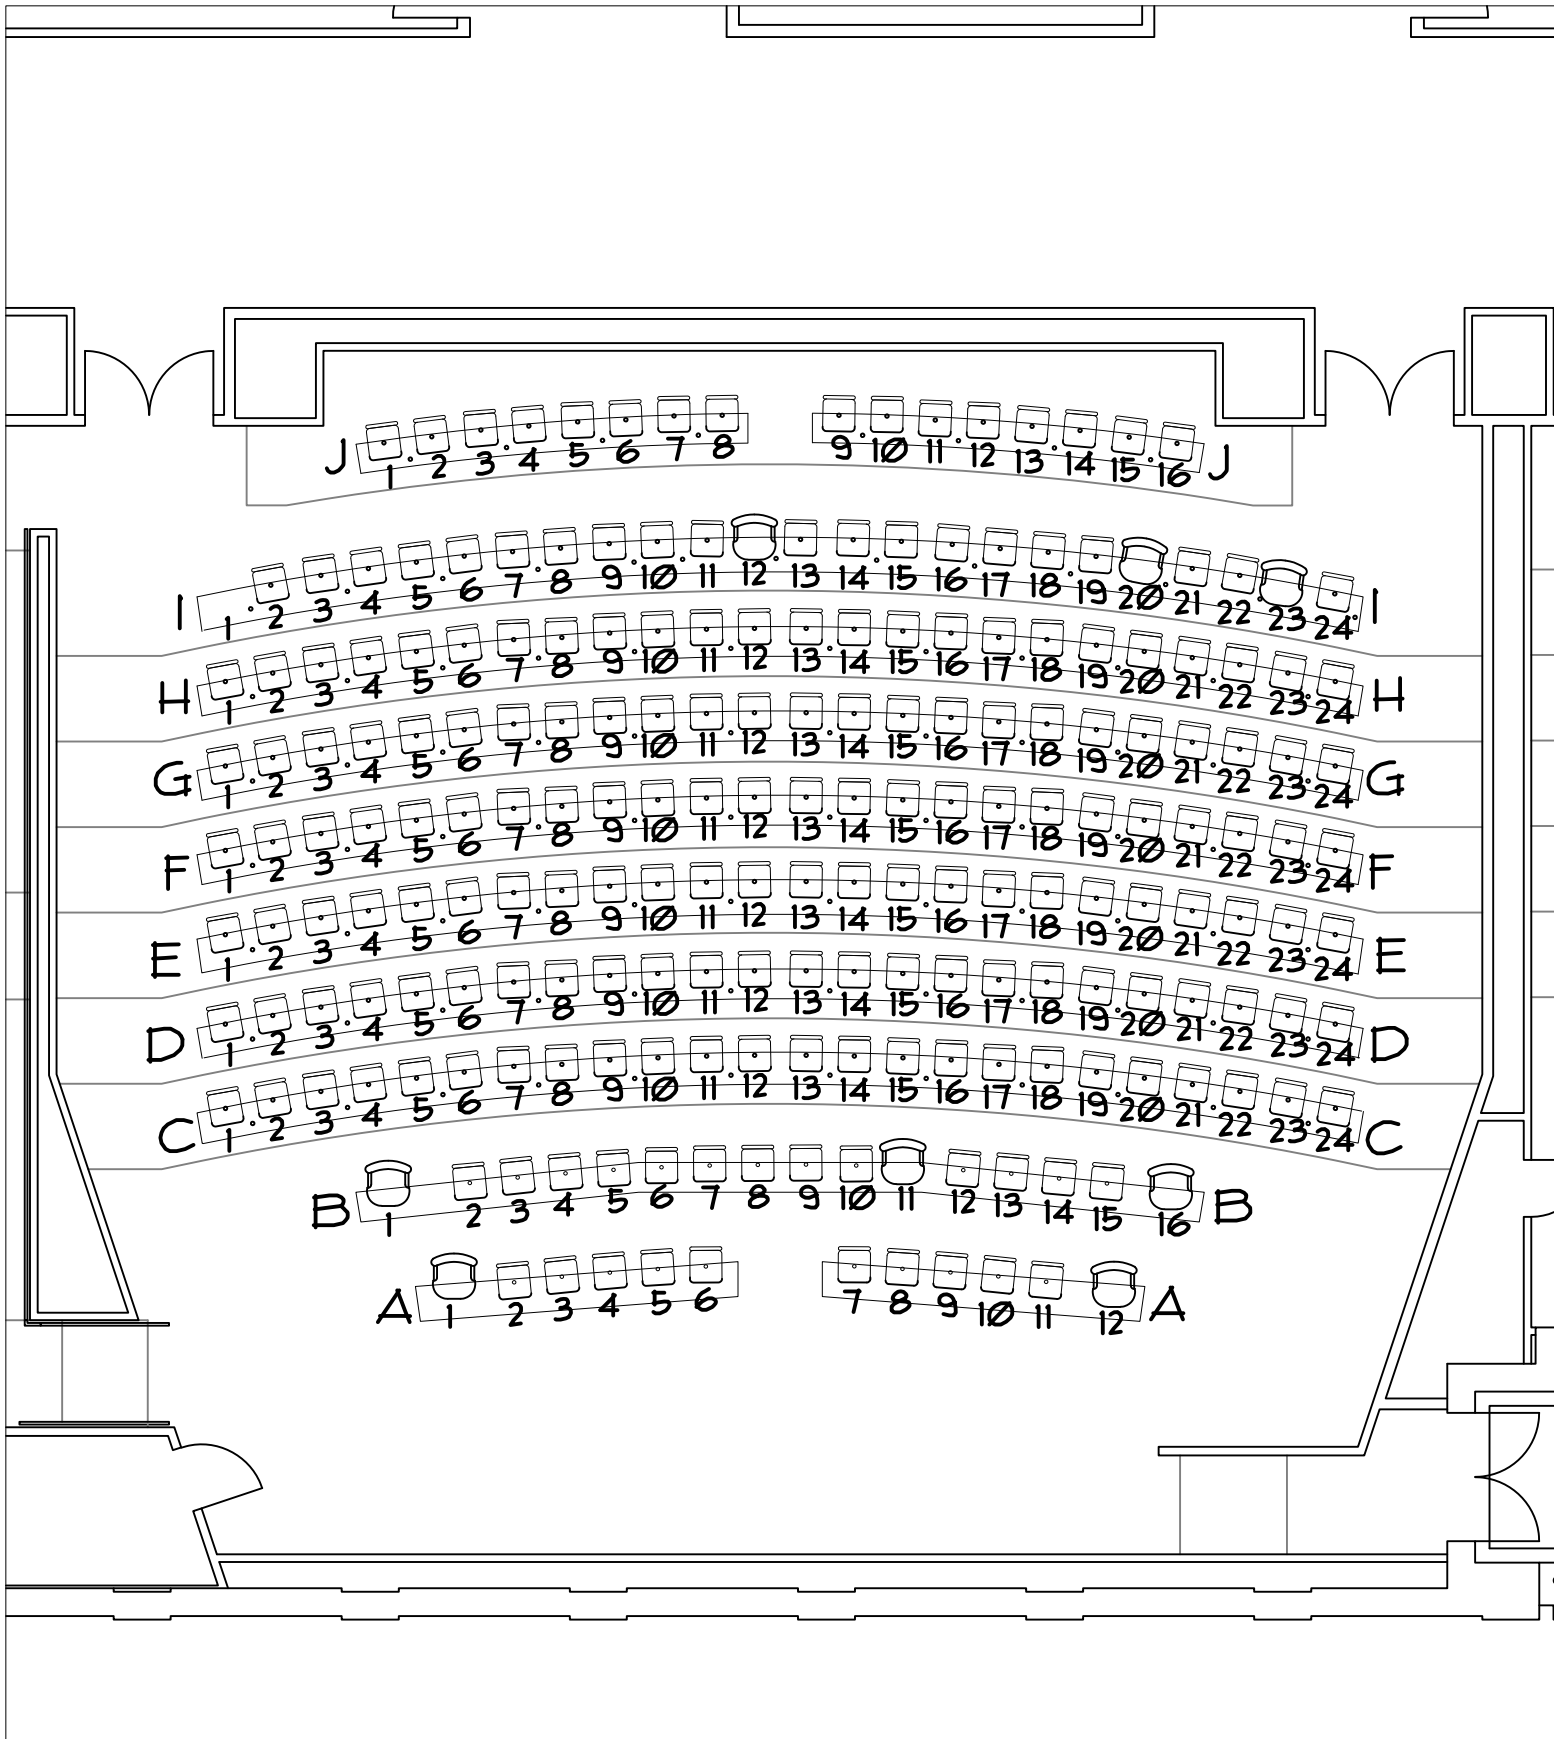 J 1 2 3 4 5 6 7 8 9 10 11 12 13 14 15 16 J
I 1 2 3 4 5 6 7 8 9 10 11 12 13 14 15 16 17 18 19 20 21 22 23 24 I
H 1 2 3 4 5 6 7 8 9 10 11 12 13 14 15 16 17 18 19 20 21 22 23 24 H
G 1 2 3 4 5 6 7 8 9 10 11 12 13 14 15 16 17 18 19 20 21 22 23 24 G
F 1 2 3 4 5 6 7 8 9 10 11 12 13 14 15 16 17 18 19 20 21 22 23 24 F
E 1 2 3 4 5 6 7 8 9 10 11 12 13 14 15 16 17 18 19 20 21 22 23 24 E
D 1 2 3 4 5 6 7 8 9 10 11 12 13 14 15 16 17 18 19 20 21 22 23 24 D
C 1 2 3 4 5 6 7 8 9 10 11 12 13 14 15 16 17 18 19 20 21 22 23 24 C
B 1 2 3 4 5 6 7 8 9 10 11 12 13 14 15 16 B
A 1 2 3 4 5 6 7 8 9 10 11 12 A